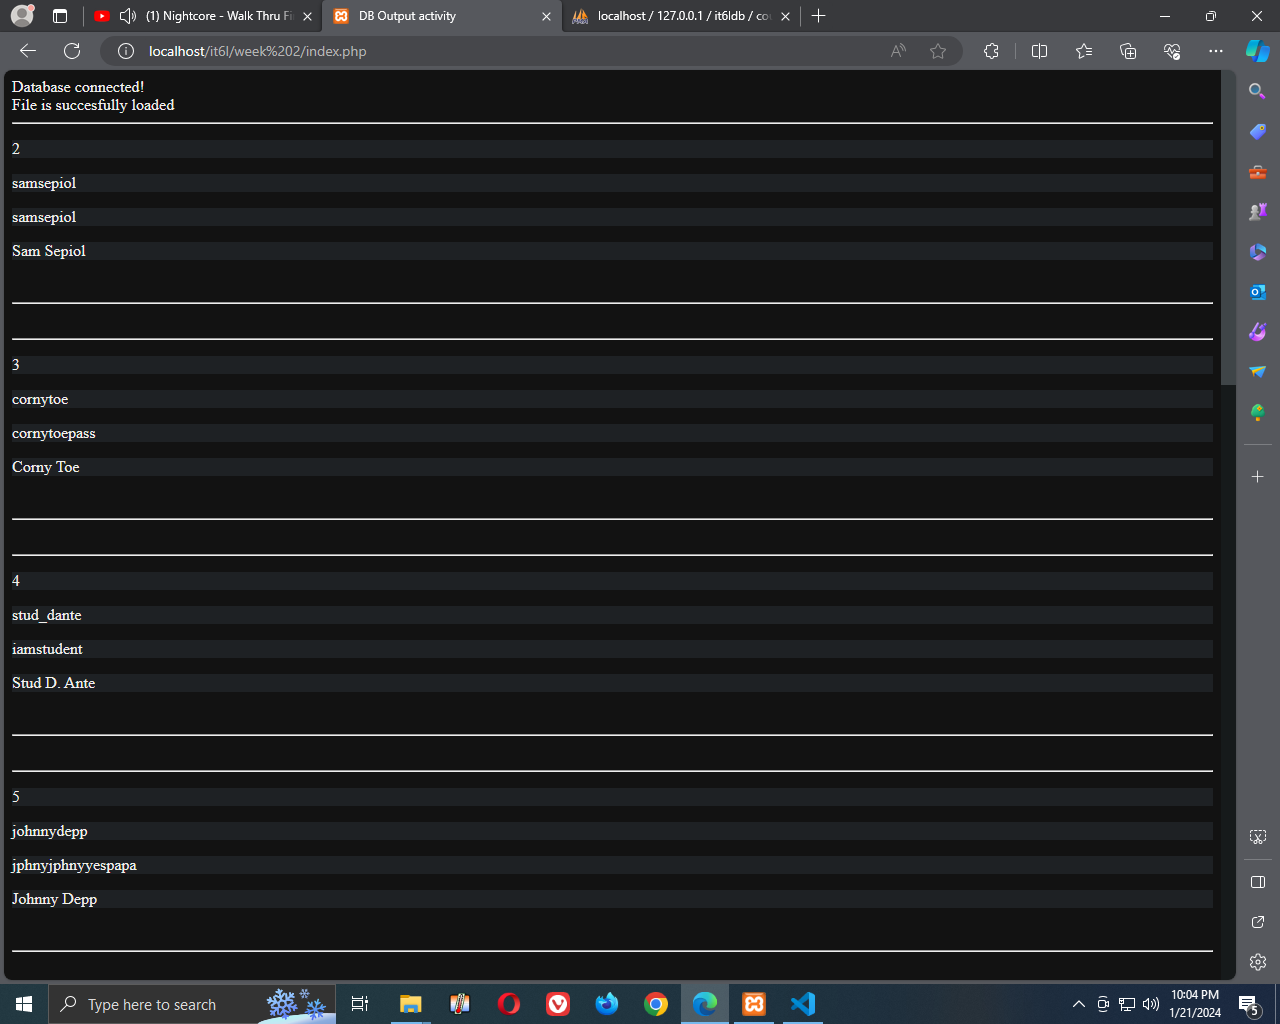 (1) Nightcore - Walk Thru Fi
DB Output activity
localhost / 127.0.0.1 / it6ldb / co
localhost/it6l/week%202/index.php
Database connected!
File is succesfully loaded
2
samsepiol
samsepiol
Sam Sepiol
3
cornytoe
cornytoepass
Corny Toe
4
stud_dante
iamstudent
Stud D. Ante
5
johnnydepp
jphnyjphnyyespapa
Johnny Depp
Type here to search
10:04 PM
1/21/2024
5